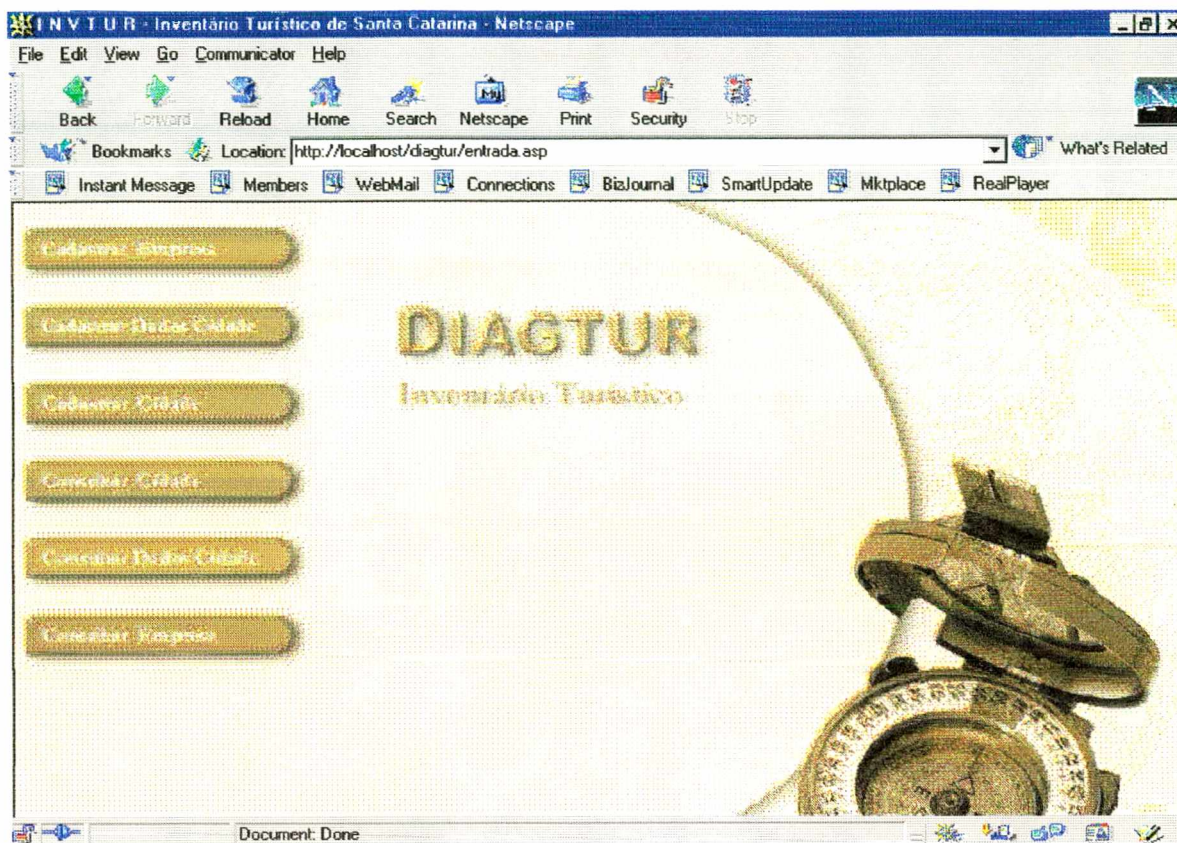 I N V T U R - Inventário Turístico de Santa Catarina - Netscape
File Edit View Go Communicator Help
Back Forward Reload Home Search Netscape Print Security Stop
Bookmarks Location: http://localhost/diagtur/entrada.asp What's Related
Instant Message Members WebMail Connections BizJournal SmartUpdate Mktplace RealPlayer
Cadastrar Empresa
DIAGTUR
Cadastrar Dados Cidade
Inventário Turístico
Cadastrar Cidade
Consultar Cidade
Consultar Dados Cidade
Consultar Empresa
Document: Done